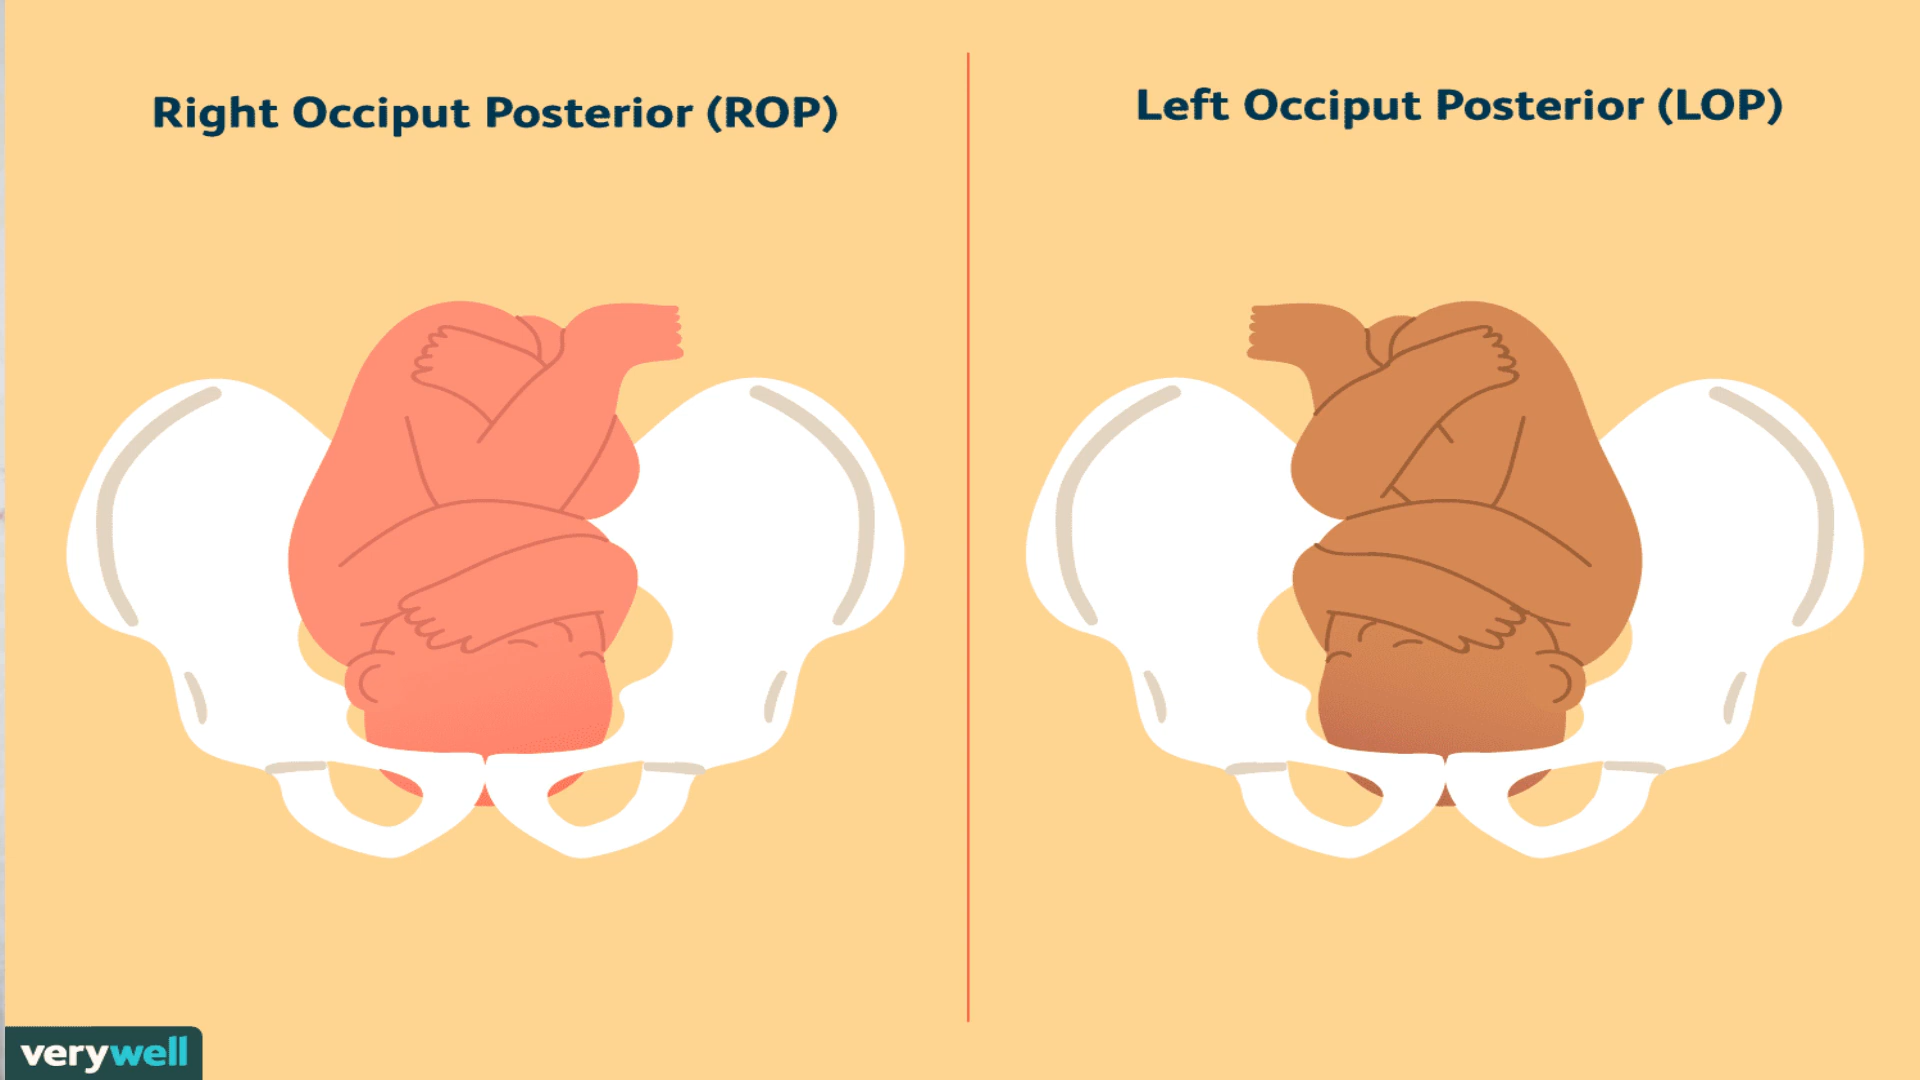 Right Occiput Posterior (ROP)
Left Occiput Posterior (LOP)
verywell